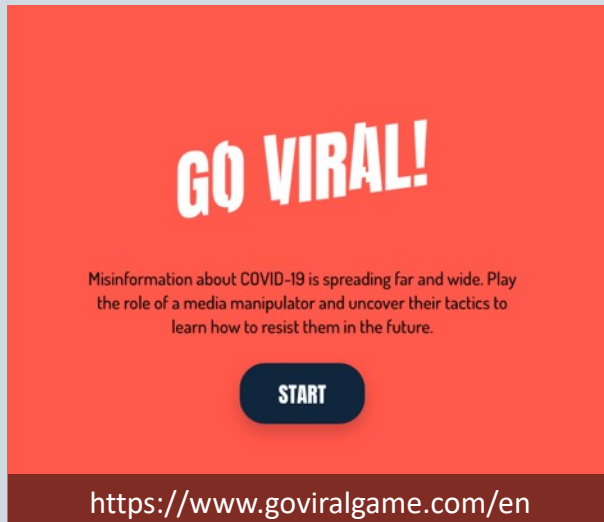 GO VIRAL!
Misinformation about COVID-19 is spreading far and wide. Play
the role of a media manipulator and uncover their tactics to
learn how to resist them in the future.
START
https://www.goviralgame.com/en